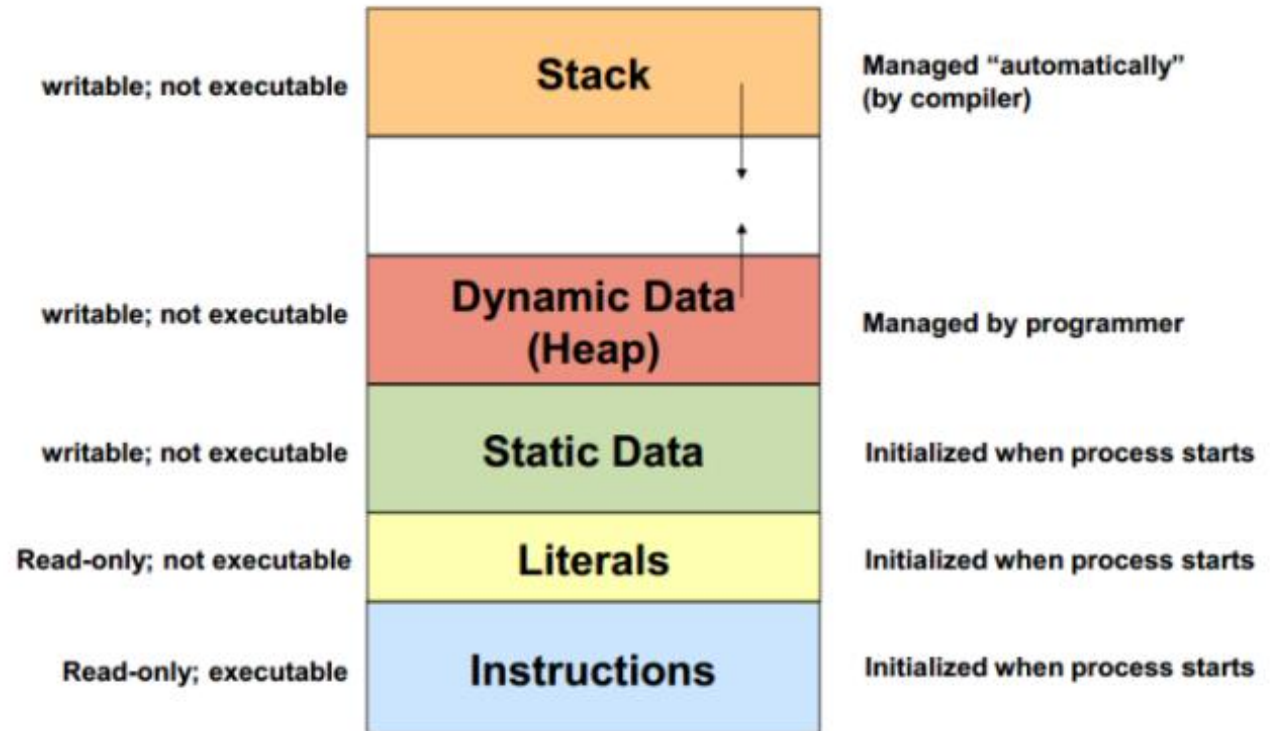 writable; not executable
Stack
Managed “automatically”
(by compiler)
writable; not executable
Dynamic Data
(Heap)
Managed by programmer
writable; not executable
Static Data
Initialized when process starts
Read-only; not executable
Literals
Initialized when process starts
Read-only; executable
Instructions
Initialized when process starts